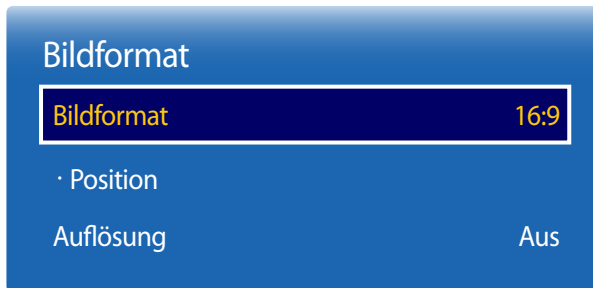 Bildformat
Bildformat 16:9
· Position
Auflösung Aus